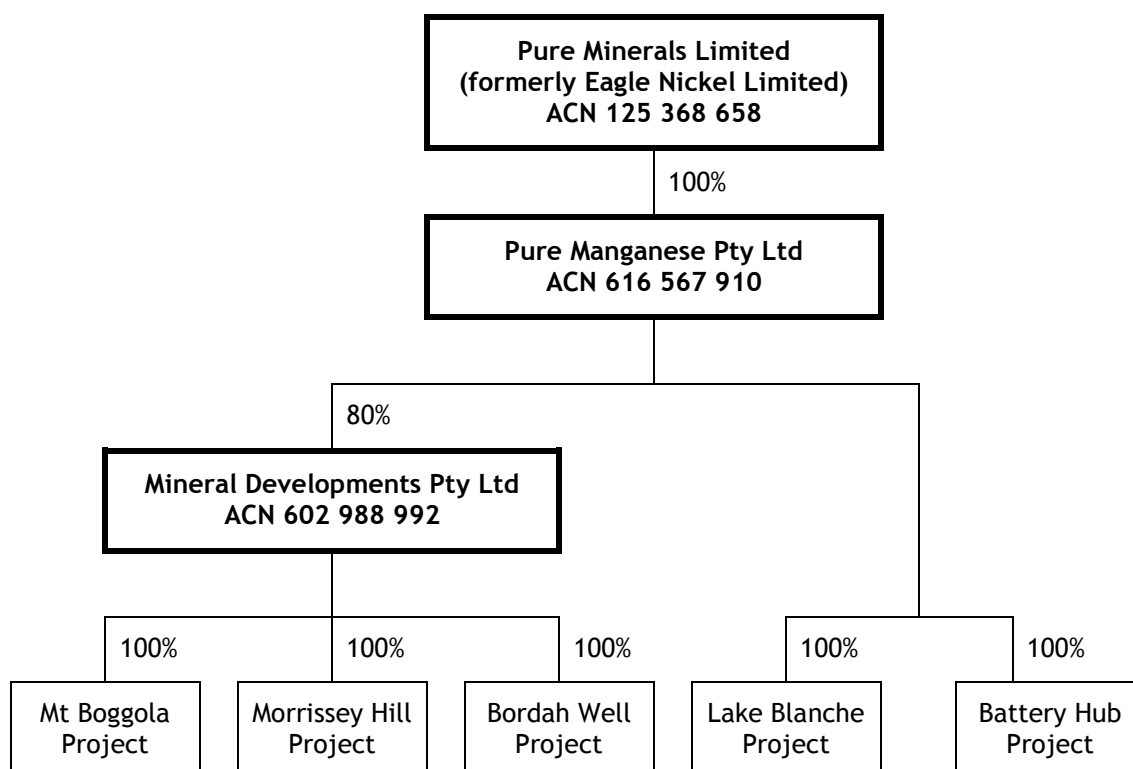 Pure Minerals Limited
(formerly Eagle Nickel Limited)
ACN 125 368 658
100%
Pure Manganese Pty Ltd
ACN 616 567 910
80%
Mineral Developments Pty Ltd
ACN 602 988 992
100%
100%
100%
100%
100%
Mt Boggola
Project
Morrissey Hill
Project
Bordah Well
Project
Lake Blanche
Project
Battery Hub
Project